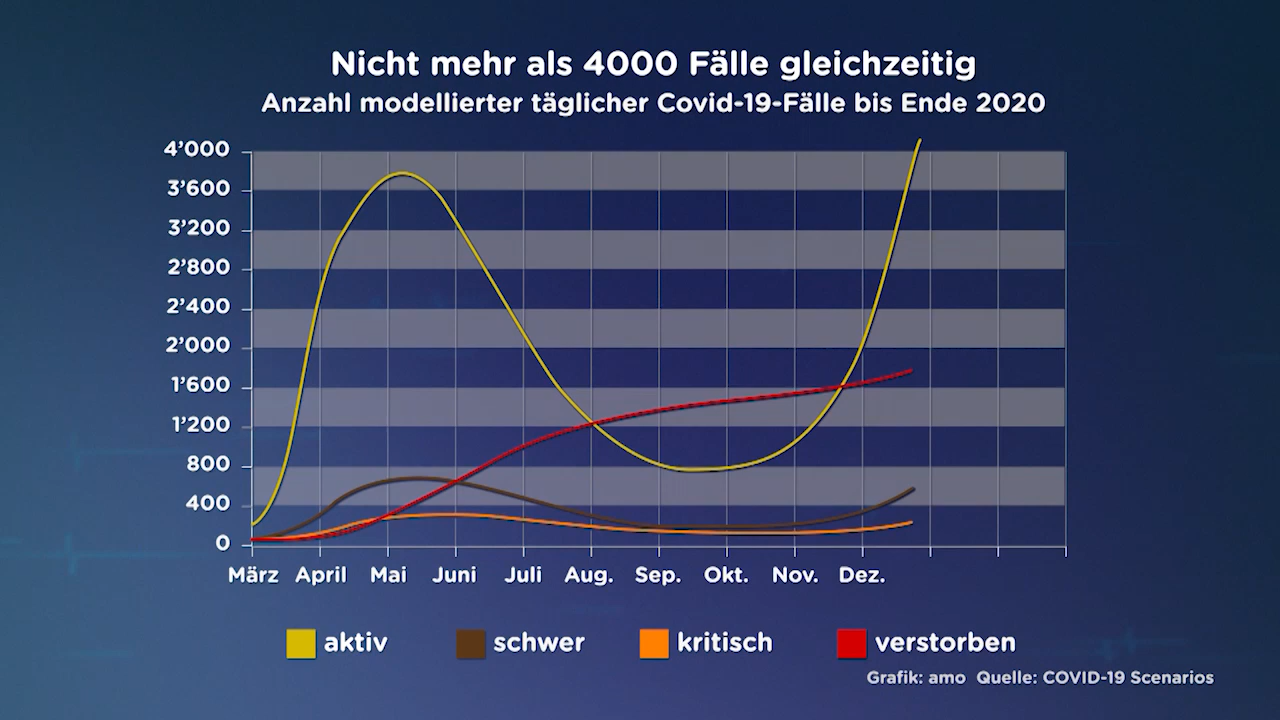 Nicht mehr als 4000 Fälle gleichzeitig
Anzahl modellierter täglicher Covid-19-Fälle bis Ende 2020
4’000
3’600
3’200
2’800
2’400
2’000
1’600
1’200
800
400
0
März April Mai Juni Juli Aug. Sep. Okt. Nov. Dez.
aktiv schwer kritisch verstorben
Grafik: amo Quelle: COVID-19 Scenarios